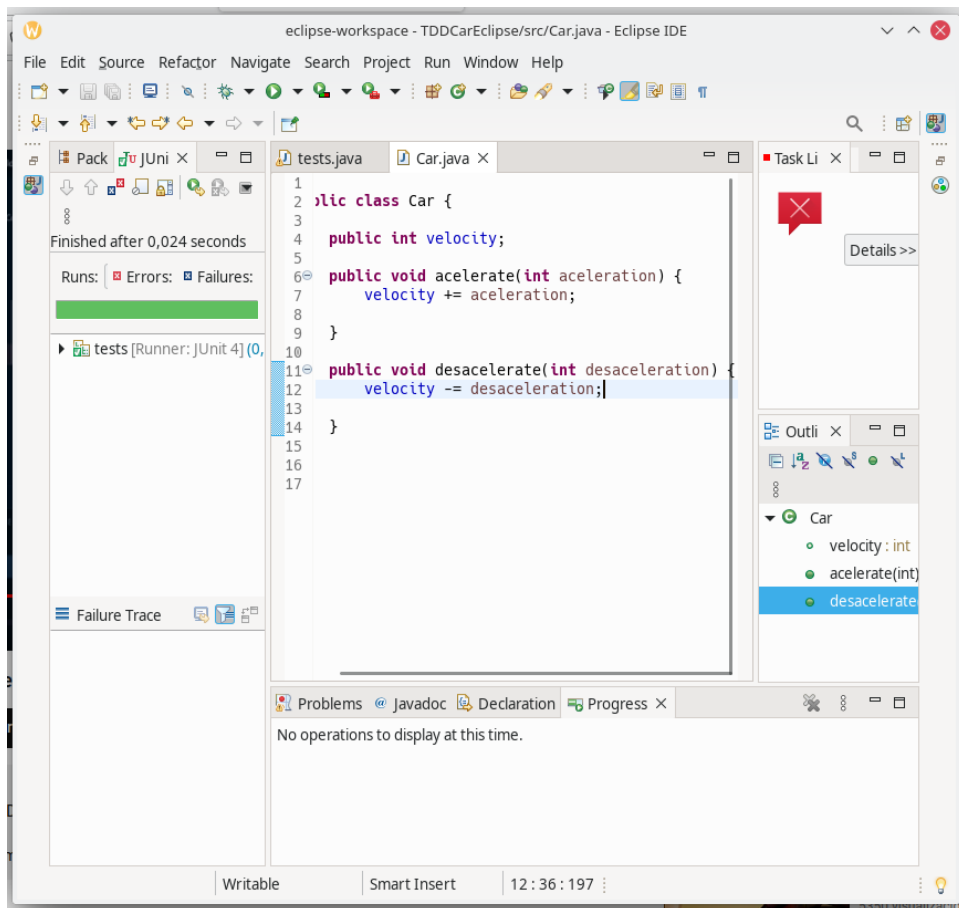 eclipse-workspace - TDDCarEclipse/src/Car.java - Eclipse IDE
File Edit Source Refactor Navigate Search Project Run Window Help
Pack JUni
Finished after 0,024 seconds
Runs: Errors: Failures:
tests [Runner: JUnit 4] (0,
Failure Trace
tests.java Car.java
1
2 blic class Car {
3
4 public int velocity;
5
6 public void acelerate(int aceleration) {
7 velocity += aceleration;
8
9 }
10
11 public void desacelerate(int desaceleration) {
12 velocity -= desaceleration;
13
14 }
15
16
17
Task Li
Details >>
Outli
Car
velocity : int
acelerate(int)
desacelerate(
Problems Javadoc Declaration Progress
No operations to display at this time.
Writable Smart Insert 12 : 36 : 197